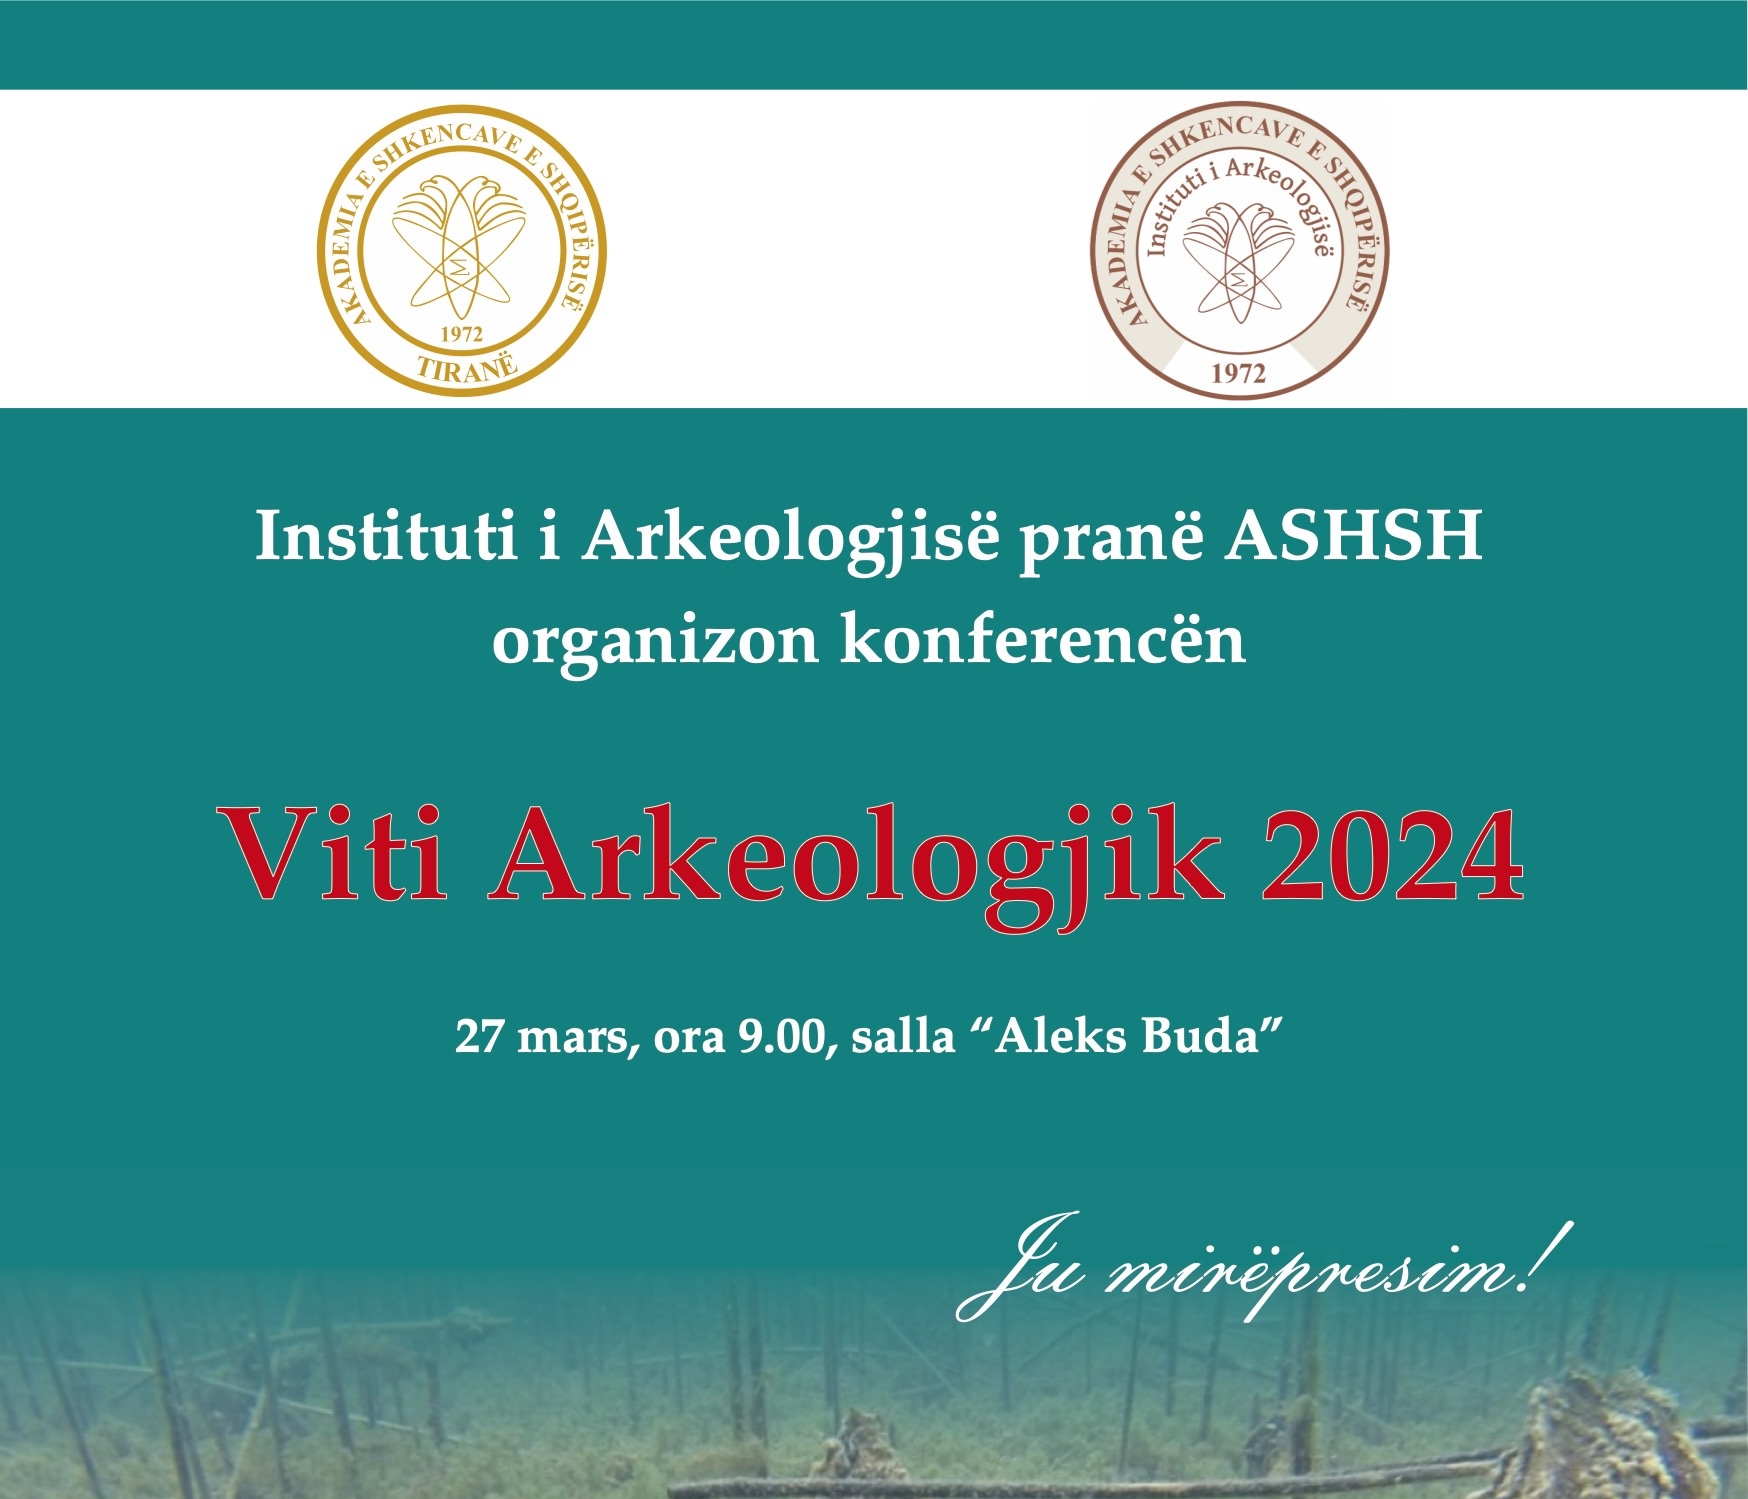 AKADEMIA E SHKENCAVE E SHQIPËRISË
1972
TIRANË
AKADEMIA E SHKENCAVE E SHQIPËRISË
Instituti i Arkeologjisë
1972
Instituti i Arkeologjisë pranë ASHSH
organizon konferencën
Viti Arkeologjik 2024
27 mars, ora 9.00, salla “Aleks Buda”
Ju mirëpresim!